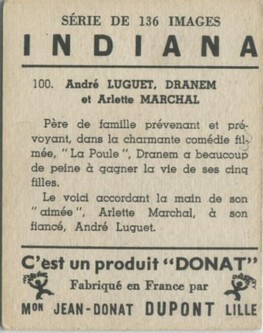 SÉRIE DE 136 IMAGES
INDIANA
100. André LUGUET, DRANEM
et Arlette MARCHAL
Père de famille prévenant et pré-
voyant, dans la charmante comédie fil-
mée, "La Poule", Dranem a beaucoup
de peine à gagner la vie de ses cinq
filles.
Le voici accordant la main de son
"aimée", Arlette Marchal, à son
fiancé, André Luguet.
C'est un produit "DONAT"
Fabriqué en France par
MON JEAN-DONAT DUPONT LILLE